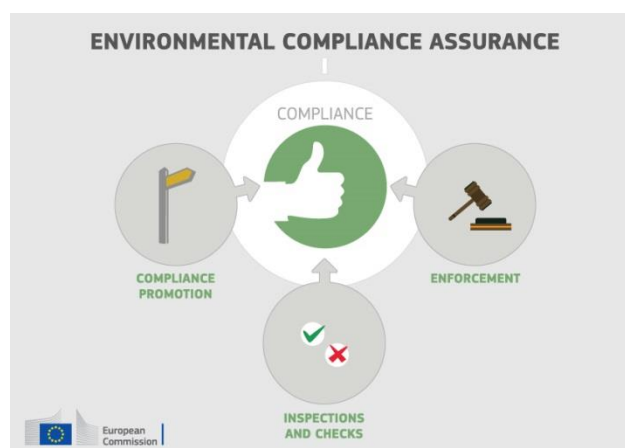 ENVIRONMENTAL COMPLIANCE ASSURANCE
COMPLIANCE
COMPLIANCE
PROMOTION
ENFORCEMENT
INSPECTIONS
AND CHECKS
European
Commission